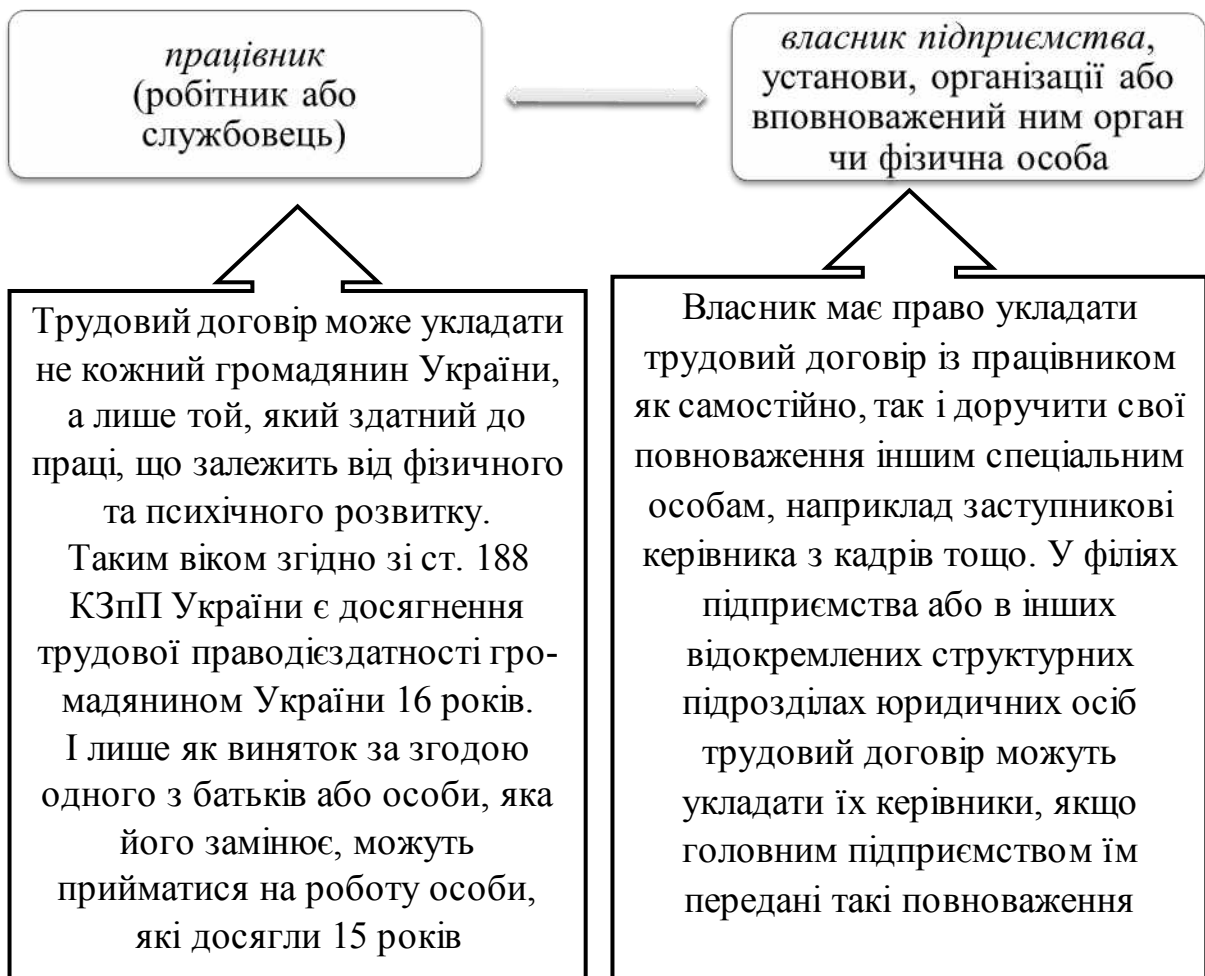 працівник
(робітник або
службовець)
власник підприємства,
установи, організації або
вповноважений ним орган
чи фізична особа
Трудовий договір може укладати
не кожний громадянин України,
а лише той, який здатний до
праці, що залежить від фізичного
та психічного розвитку.
Таким віком згідно зі ст. 188
КЗпП України є досягнення
трудової праводієздатності гро-
мадянином України 16 років.
І лише як виняток за згодою
одного з батьків або особи, яка
його замінює, можуть
прийматися на роботу особи,
які досягли 15 років
Власник має право укладати
трудовий договір із працівником
як самостійно, так і доручити свої
повноваження іншим спеціальним
особам, наприклад заступникові
керівника з кадрів тощо. У філіях
підприємства або в інших
відокремлених структурних
підрозділах юридичних осіб
трудовий договір можуть
укладати їх керівники, якщо
головним підприємством їм
передані такі повноваження